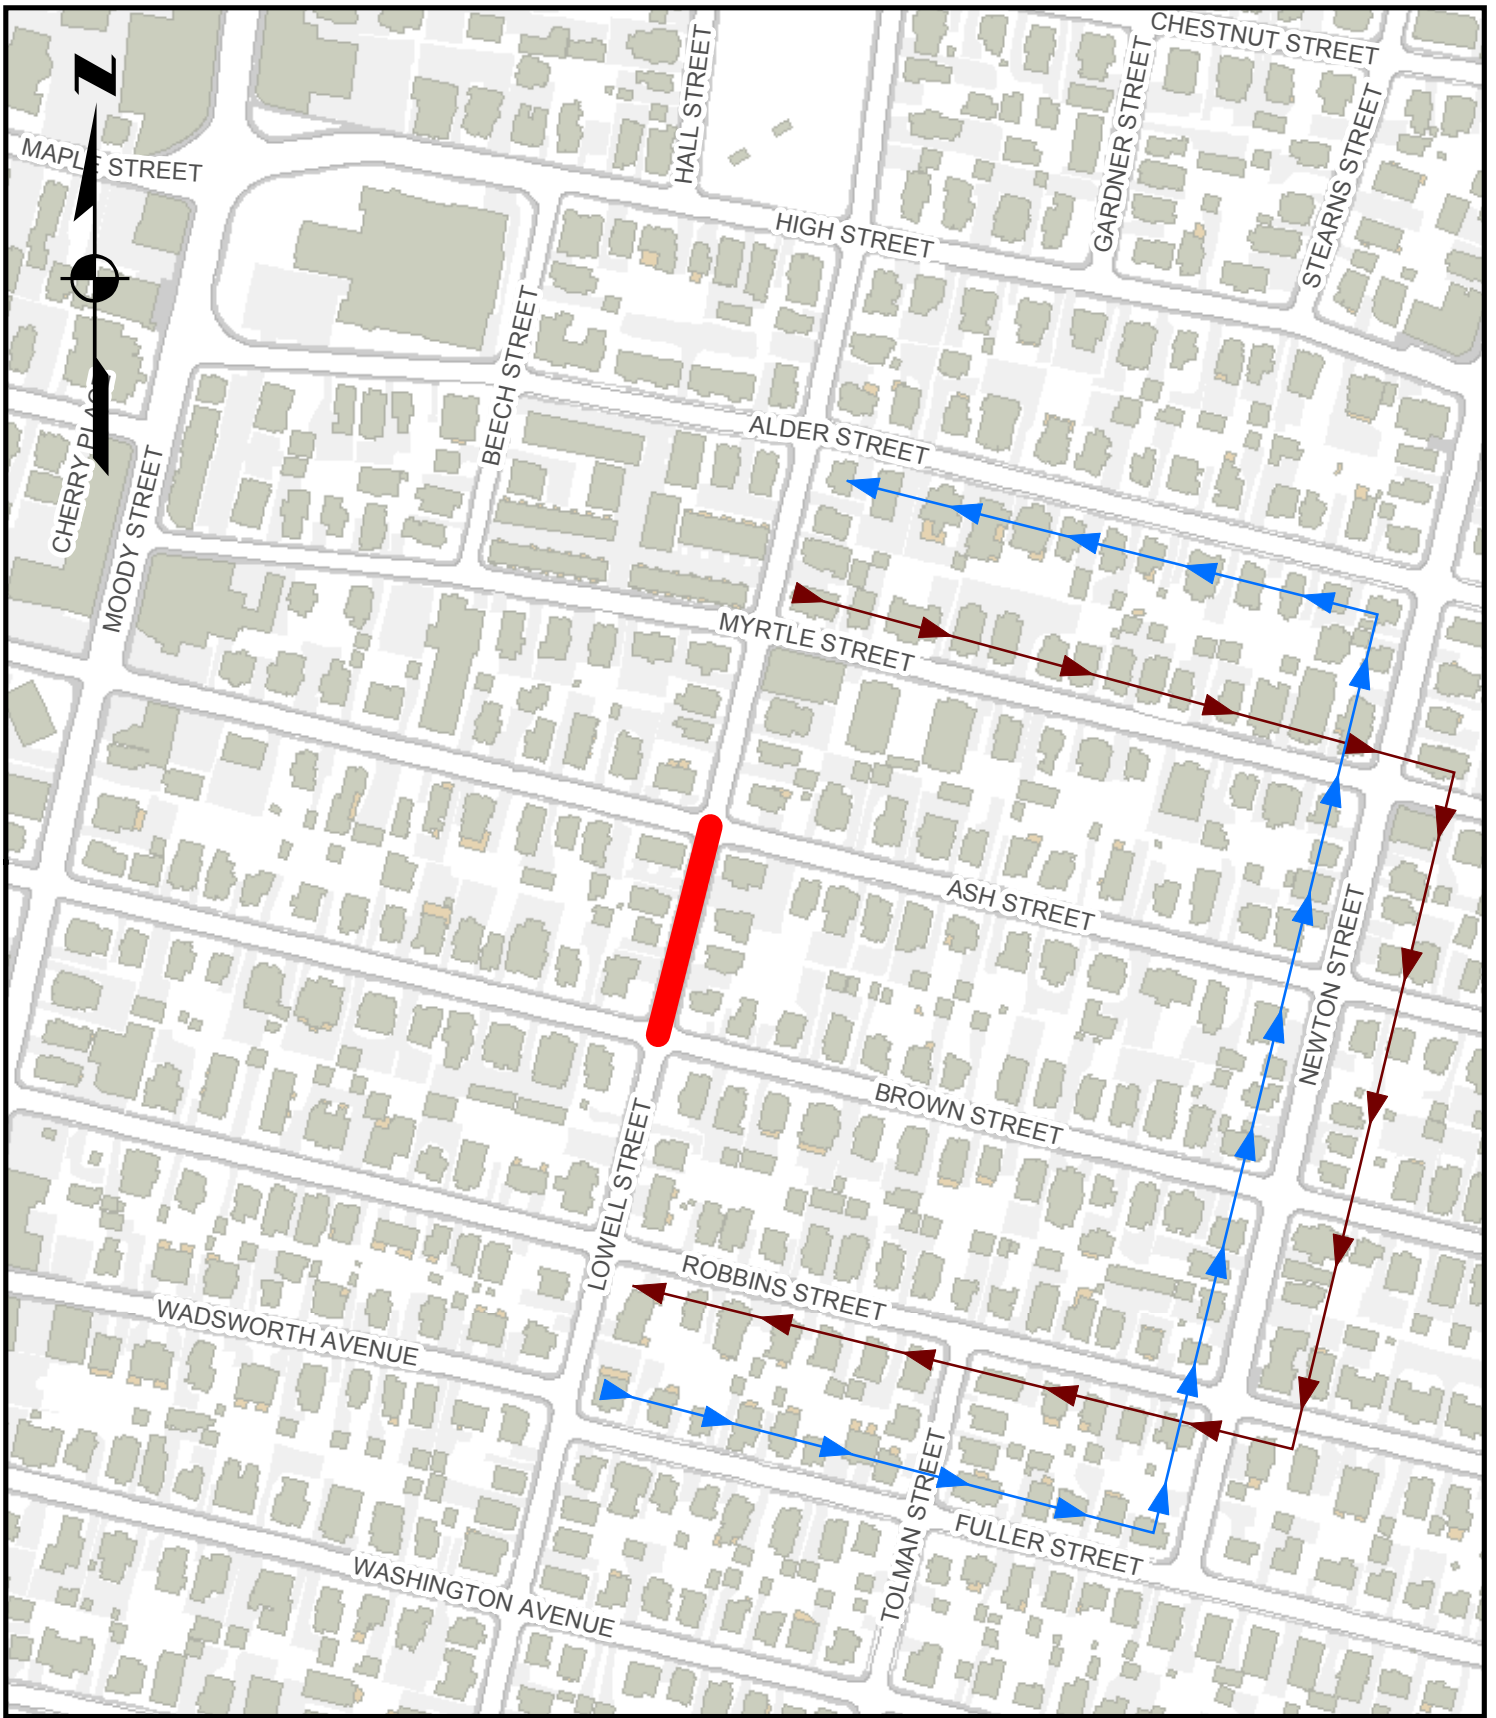 CHESTNUT STREET
HALL STREET
GARDNER STREET
STEARNS STREET
N
MAPLE STREET
HIGH STREET
BEECH STREET
CHERRY PLACE
ALDER STREET
MOODY STREET
MYRTLE STREET
ASH STREET
NEWTON STREET
BROWN STREET
LOWELL STREET
ROBBINS STREET
WADSWORTH AVENUE
TOLMAN STREET
FULLER STREET
WASHINGTON AVENUE